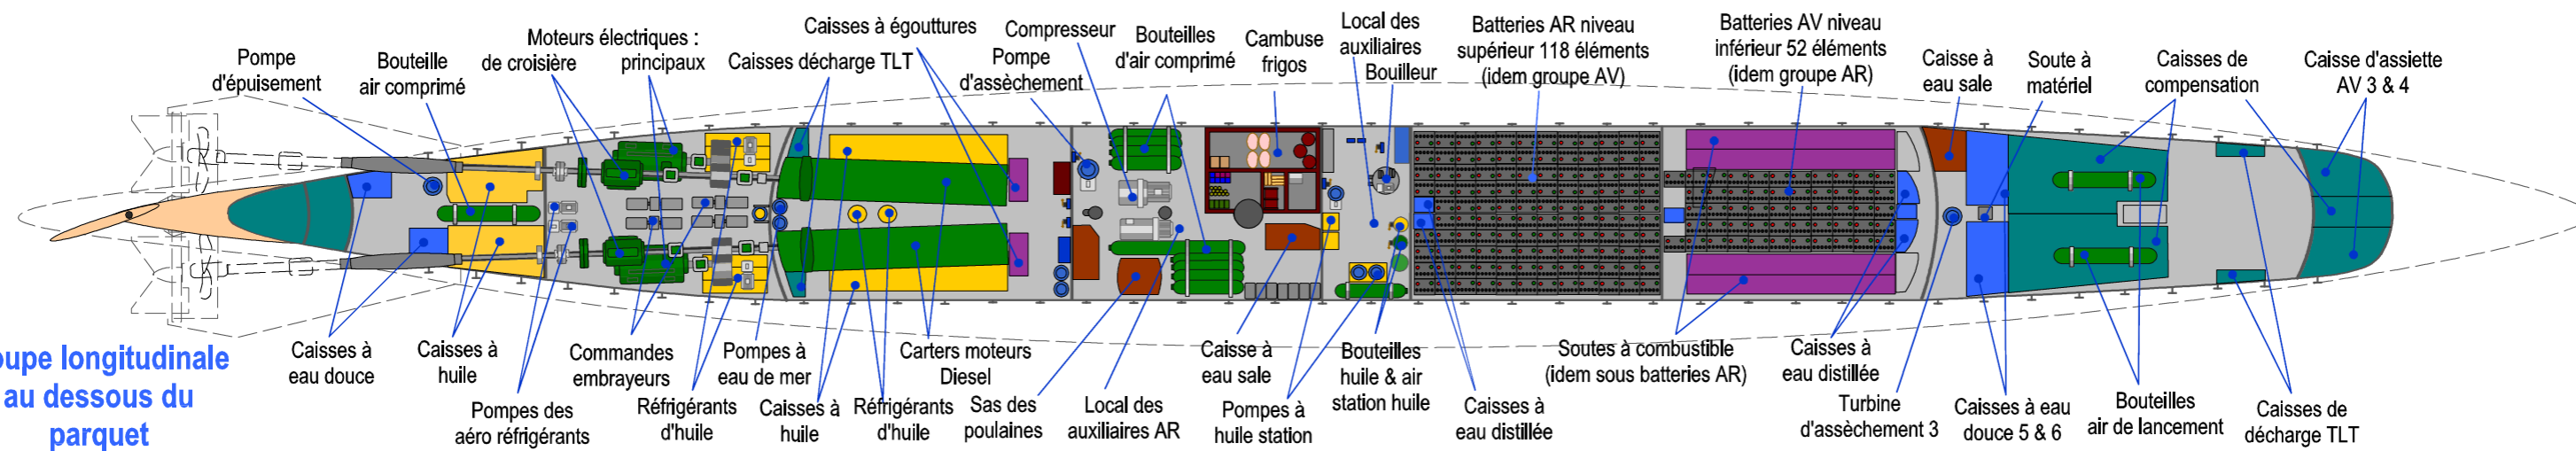 Pompe
d'épuisement
Bouteille
air comprimé
Moteurs électriques :
de croisière
principaux
Caisses à égouttures
Caisses décharge TLT
Compresseur
Pompe
d'assèchement
Bouteilles
d'air comprimé
Cambuse
frigos
Local des
auxiliaires
Bouilleur
Batteries AR niveau
supérieur 118 éléments
(idem groupe AV)
Batteries AV niveau
inférieur 52 éléments
(idem groupe AR)
Caisse à
eau sale
Soute à
matériel
Caisses de
compensation
Caisse d'assiette
AV 3 & 4
oupe longitudinale
au dessous du
parquet
Caisses à
eau douce
Caisses à
huile
Pompes des
aéro réfrigérants
Commandes
embrayeurs
Réfrigérants
d'huile
Pompes à
eau de mer
Caisses à
huile
Réfrigérants
d'huile
Carters moteurs
Diesel
Sas des
poulaines
Local des
auxiliaires AR
Caisse à
eau sale
Pompes à
huile station
Bouteilles
huile & air
station huile
Caisses à
eau distillée
Soutes à combustible
(idem sous batteries AR)
Caisses à
eau distillée
Turbine
d'assèchement 3
Caisses à eau
douce 5 & 6
Bouteilles
air de lancement
Caisses de
décharge TLT